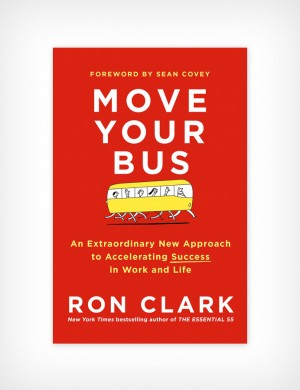 FOREWORD BY SEAN COVEY
MOVE
YOUR
BUS
An Extraordinary New Approach
to Accelerating Success
in Work and Life
RON CLARK
New York Times bestselling author of THE ESSENTIAL 55